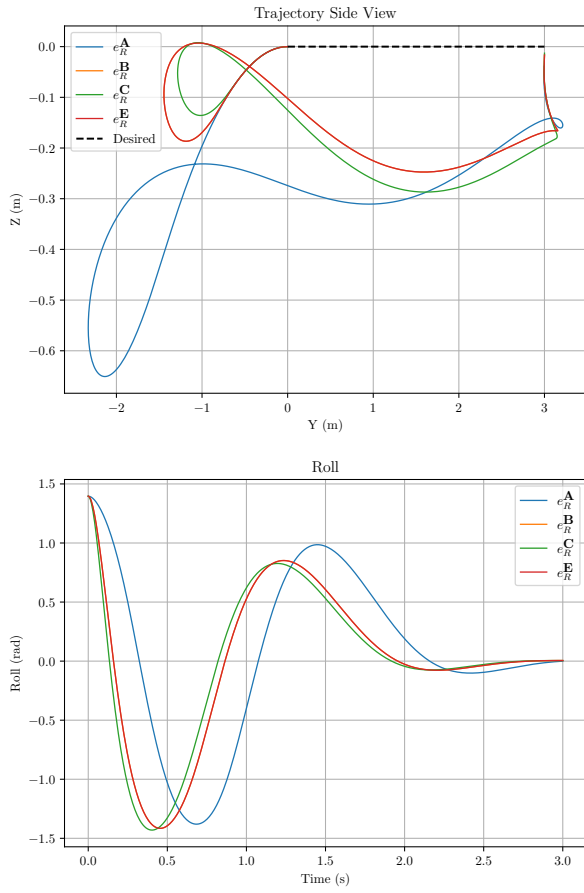 Trajectory Side View
0.0
−0.1
−0.2
−0.3
−0.4
−0.5
−0.6
Z (m)
e_R^A
e_R^B
e_R^C
e_R^E
Desired
−2 −1 0 1 2 3
Y (m)
Roll
1.5
1.0
0.5
0.0
−0.5
−1.0
−1.5
Roll (rad)
e_R^A
e_R^B
e_R^C
e_R^E
0.0 0.5 1.0 1.5 2.0 2.5 3.0
Time (s)